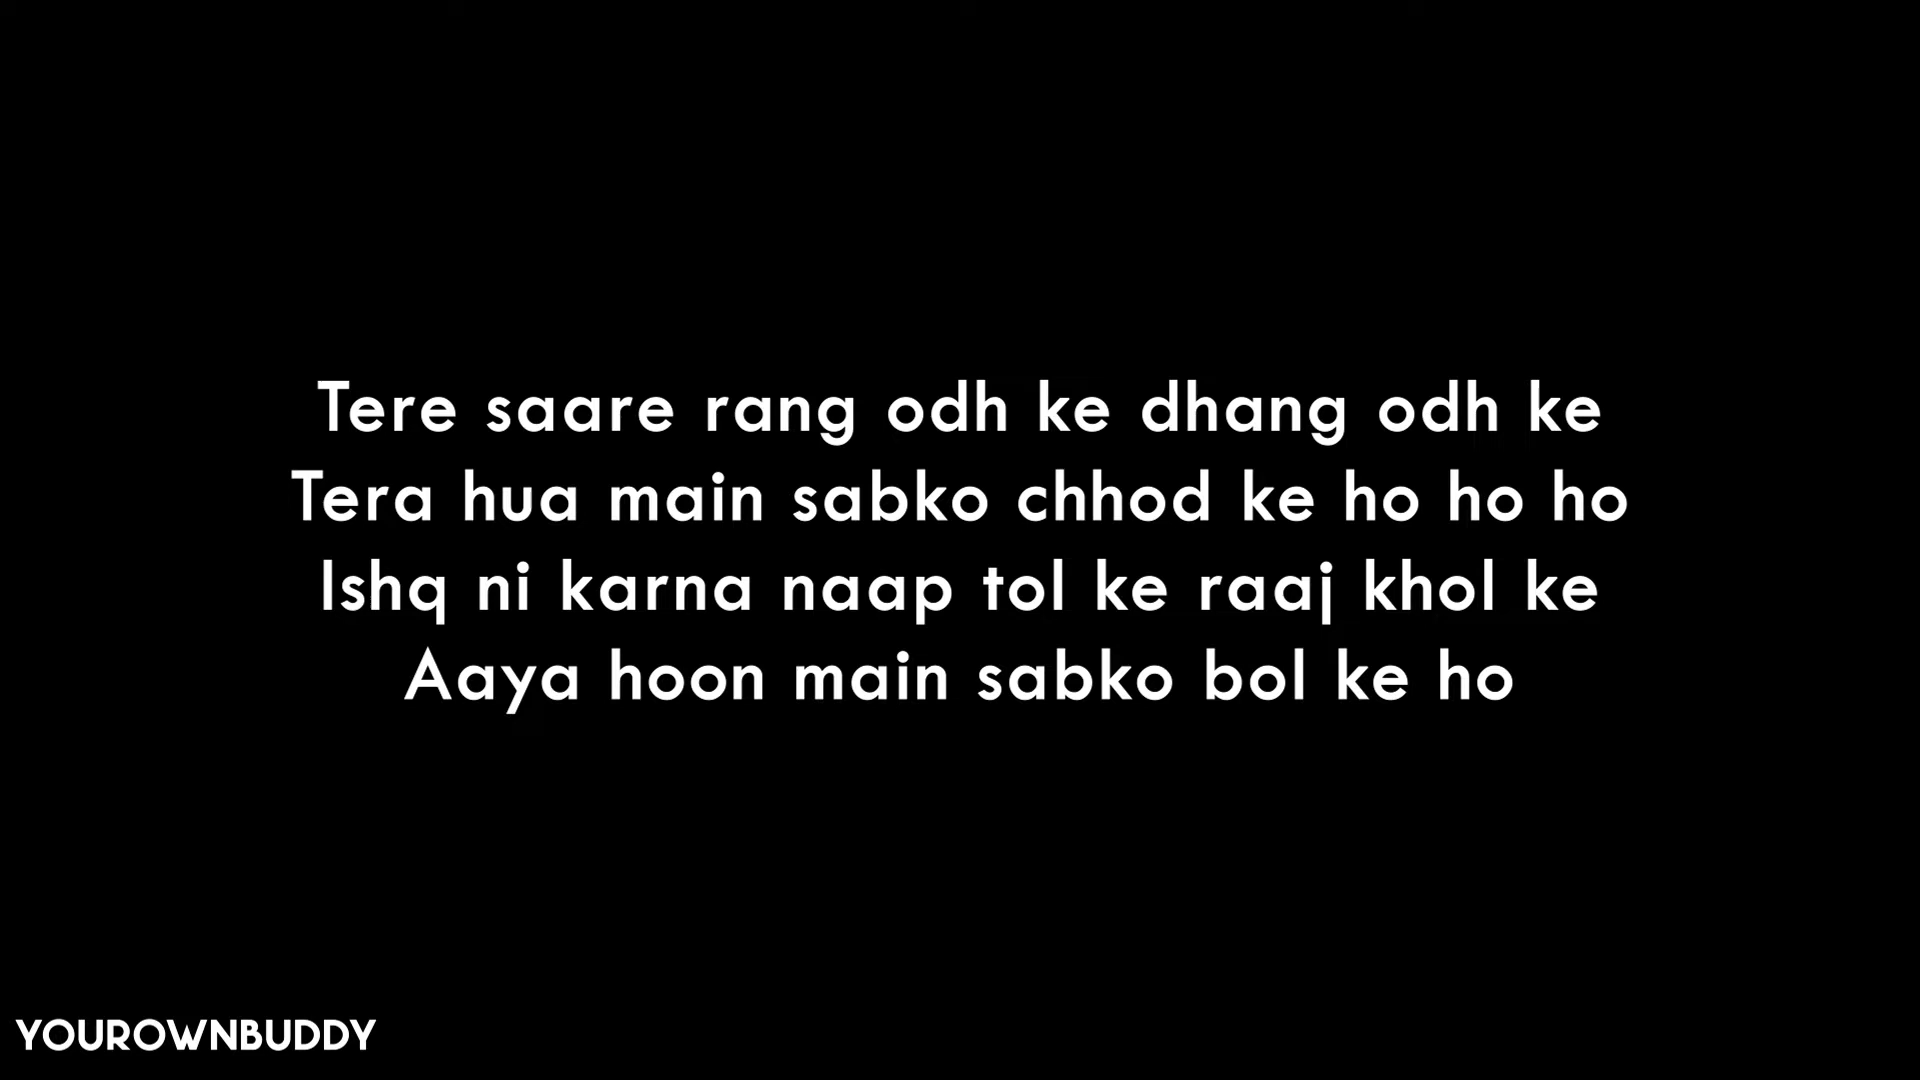 Tere saare rang odh ke dhang odh ke
Tera hua main sabko chhod ke ho ho ho
Ishq ni karna naap tol ke raaj khol ke
Aaya hoon main sabko bol ke ho
YOUROWNBUDDY